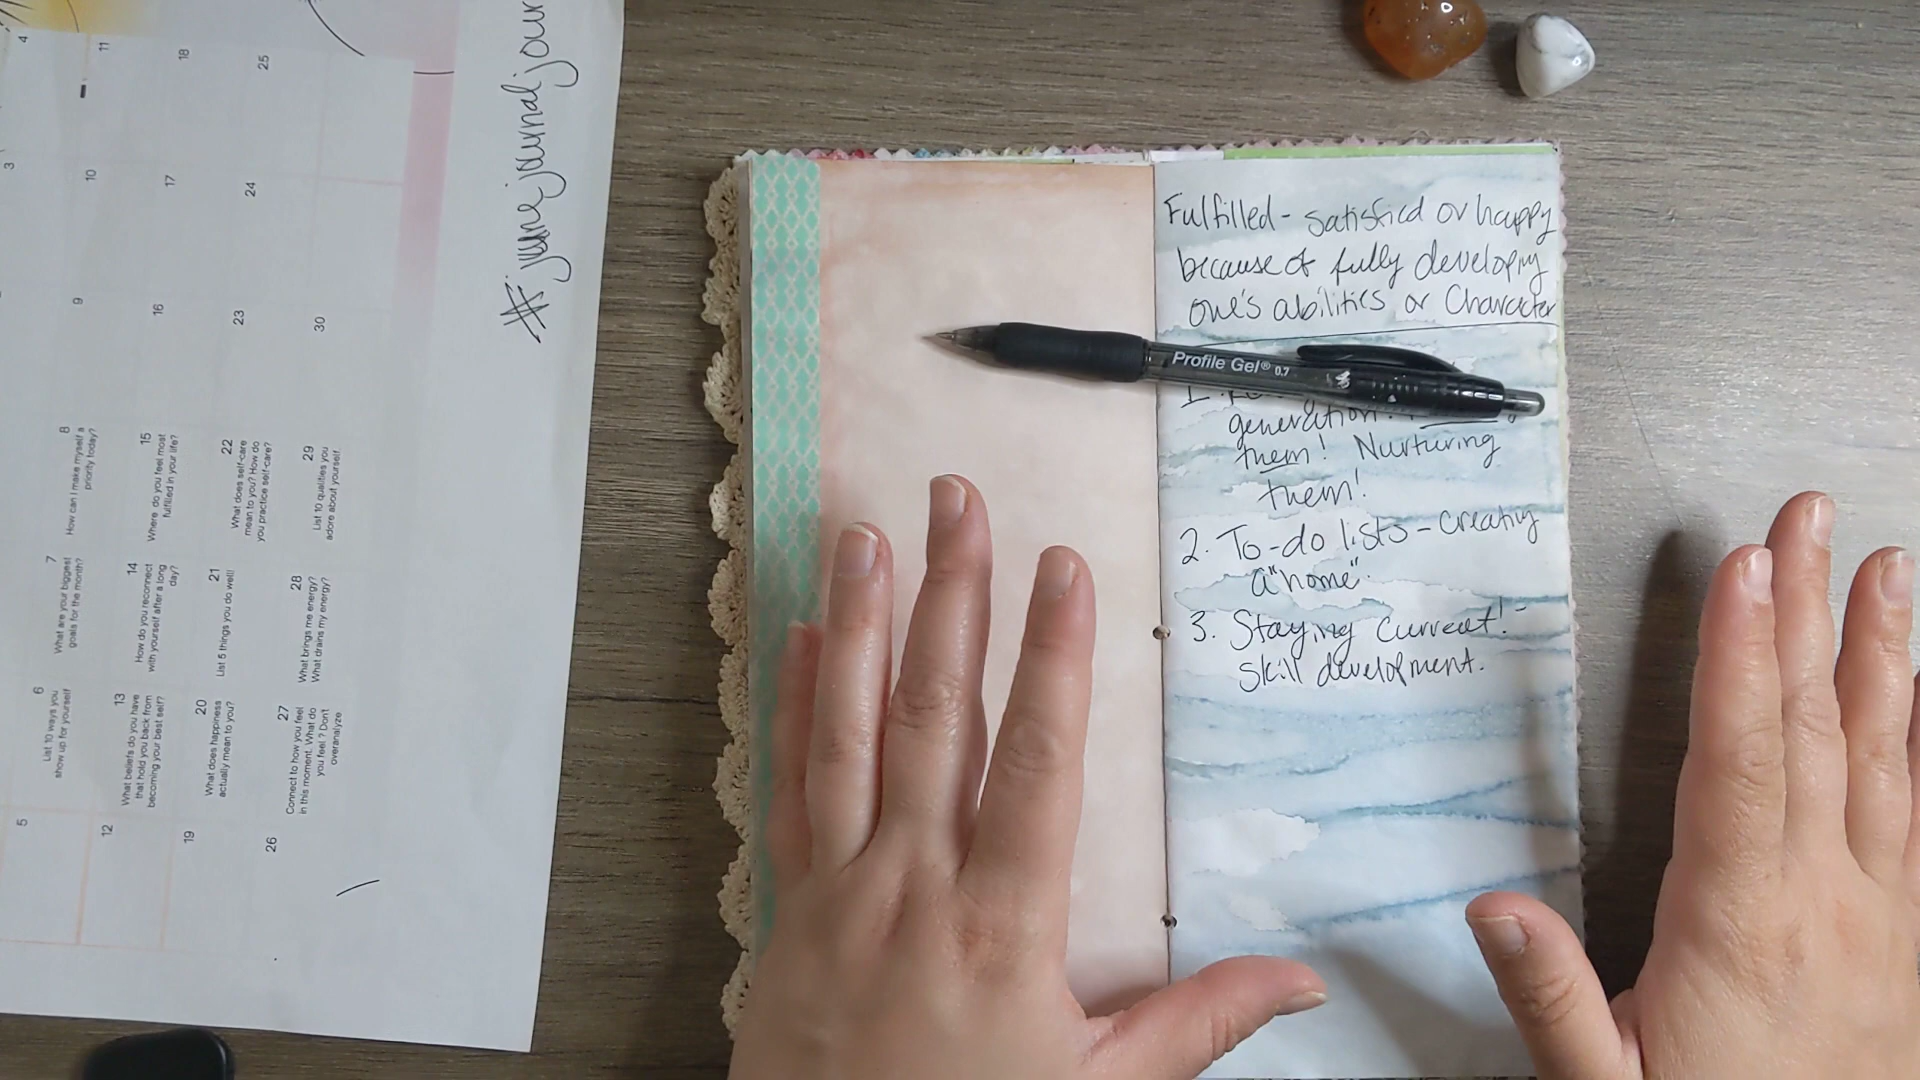 #junejournaljour
3
4
5
6
List 10 ways you
show up for yourself
7
What are your biggest
goals for the month?
8
How can I make myself a
priority today?
9
10
11
12
13
What beliefs do you have
that hold you back from
becoming your best self?
14
How do you reconnect
with yourself after a long
day?
15
Where do you feel most
fulfilled in your life?
16
17
18
19
20
What does happiness
actually mean to you?
21
List 5 things you do well!
22
What does self-care
mean to you? How do
you practice self-care?
23
24
25
26
27
Connect to how you feel
in this moment. What do
you feel? Don't
overanalyze
28
What brings me energy?
What drains my energy?
29
List 10 qualities you
adore about yourself.
30
Fulfilled - satisfied or happy
because of fully developing
one's abilities or Character
Profile Gel® 0.7
1.
generation!
them! Nurturing
them!
2. To-do lists - Creating
a "home".
3. Staying current! -
skill development.